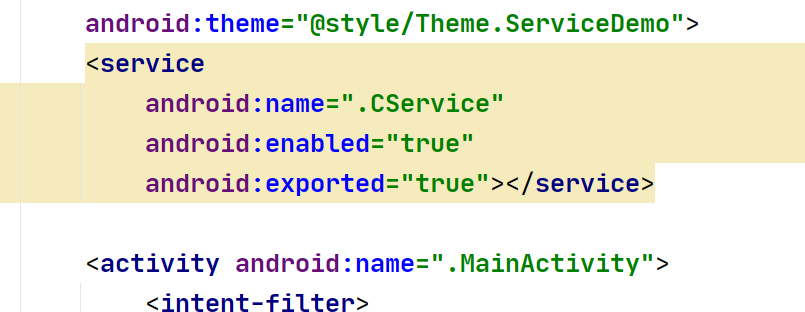 android:theme="@style/Theme.ServiceDemo">
<service
android:name=".CService"
android:enabled="true"
android:exported="true"></service>
<activity android:name=".MainActivity">
<intent-filter>